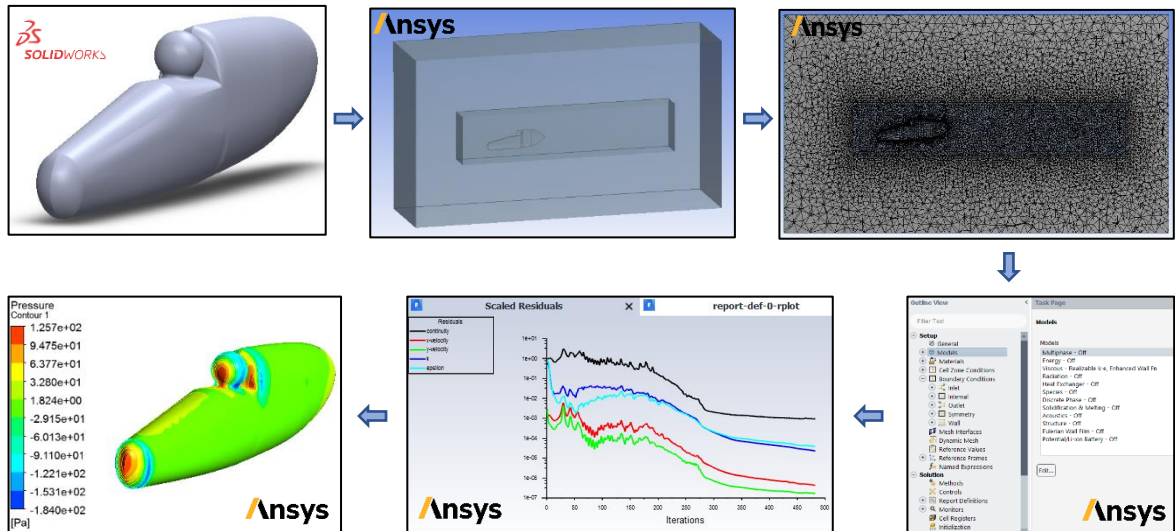 SOLIDWORKS
Ansys
Ansys
Outline View
Task Page
Filter Text
Models
Setup
General
Models
Materials
Cell Zone Conditions
Boundary Conditions
Inlet
Internal
Outlet
Symmetry
Wall
Mesh Interfaces
Dynamic Mesh
Reference Values
Reference Frames
Named Expressions
Solution
Methods
Controls
Report Definitions
Monitors
Cell Registers
Initialization
Models
Multiphase - Off
Energy - Off
Viscous - Realizable k-e, Enhanced Wall Fn
Radiation - Off
Heat Exchanger - Off
Species - Off
Discrete Phase - Off
Solidification & Melting - Off
Acoustics - Off
Structure - Off
Eulerian Wall Film - Off
Potential/Li-ion Battery - Off
Edit...
Ansys
Scaled Residuals X
report-def-0-rplot
Residuals
continuity
x-velocity
y-velocity
k
epsilon
1e+01
1e+00
1e-01
1e-02
1e-03
1e-04
1e-05
1e-06
1e-07
0 50 100 150 200 250 300 350 400 450 500
Iterations
Ansys
Pressure
Contour 1
1.257e+02
9.475e+01
6.377e+01
3.280e+01
1.824e+00
-2.915e+01
-6.013e+01
-9.110e+01
-1.221e+02
-1.531e+02
-1.840e+02
[Pa]
Ansys